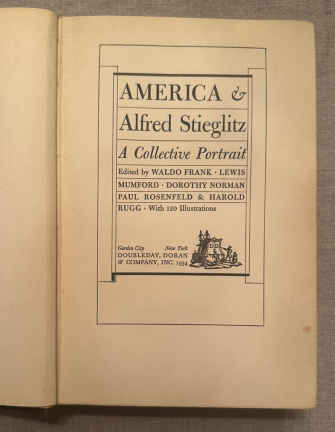 AMERICA &
Alfred Stieglitz
A Collective Portrait
Edited by WALDO FRANK · LEWIS
MUMFORD · DOROTHY NORMAN
PAUL ROSENFELD & HAROLD
RUGG · With 120 Illustrations
Garden City New York
DOUBLEDAY, DORAN
& COMPANY, INC. 1934